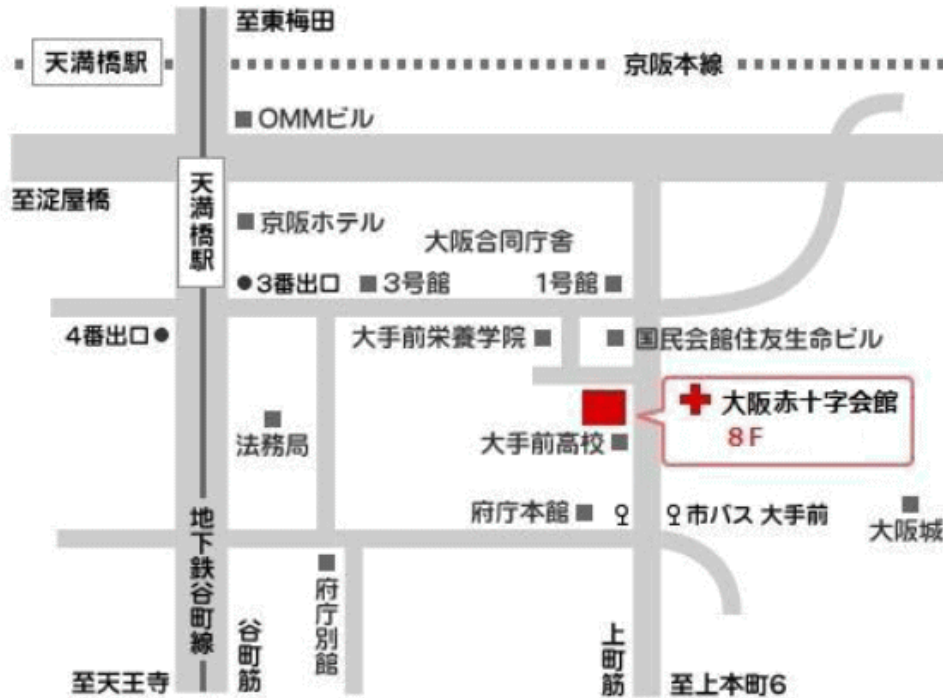 至東梅田
天満橋駅
京阪本線
OMMビル
至淀屋橋
天満橋駅
京阪ホテル
大阪合同庁舎
3番出口
3号館
1号館
4番出口
大手前栄養学院
国民会館住友生命ビル
大阪赤十字会館
8F
法務局
大手前高校
府庁本館
市バス 大手前
大阪城
地下鉄谷町線
府庁別館
谷町筋
上町筋
至天王寺
至上本町6